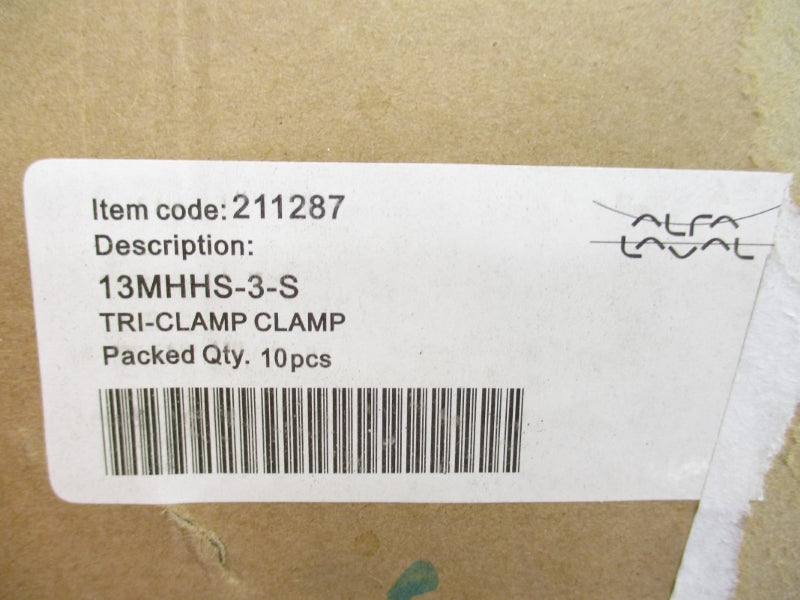 Item code: 211287
Description:
13MHHS-3-S
TRI-CLAMP CLAMP
Packed Qty. 10pcs
ALFA
LAVAL